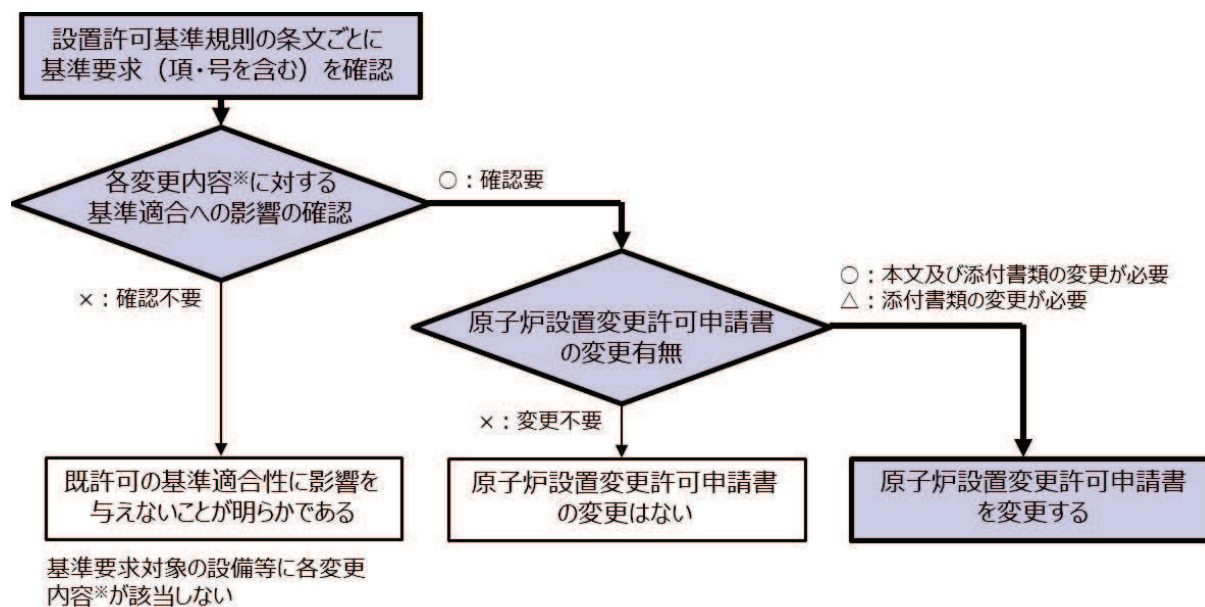 設置許可基準規則の条文ごとに
基準要求（項・号を含む）を確認
各変更内容※に対する
基準適合への影響の確認
○：確認要
×：確認不要
原子炉設置変更許可申請書
の変更有無
○：本文及び添付書類の変更が必要
△：添付書類の変更が必要
×：変更不要
既許可の基準適合性に影響を
与えないことが明らかである
原子炉設置変更許可申請書
の変更はない
原子炉設置変更許可申請書
を変更する
基準要求対象の設備等に各変更
内容※が該当しない